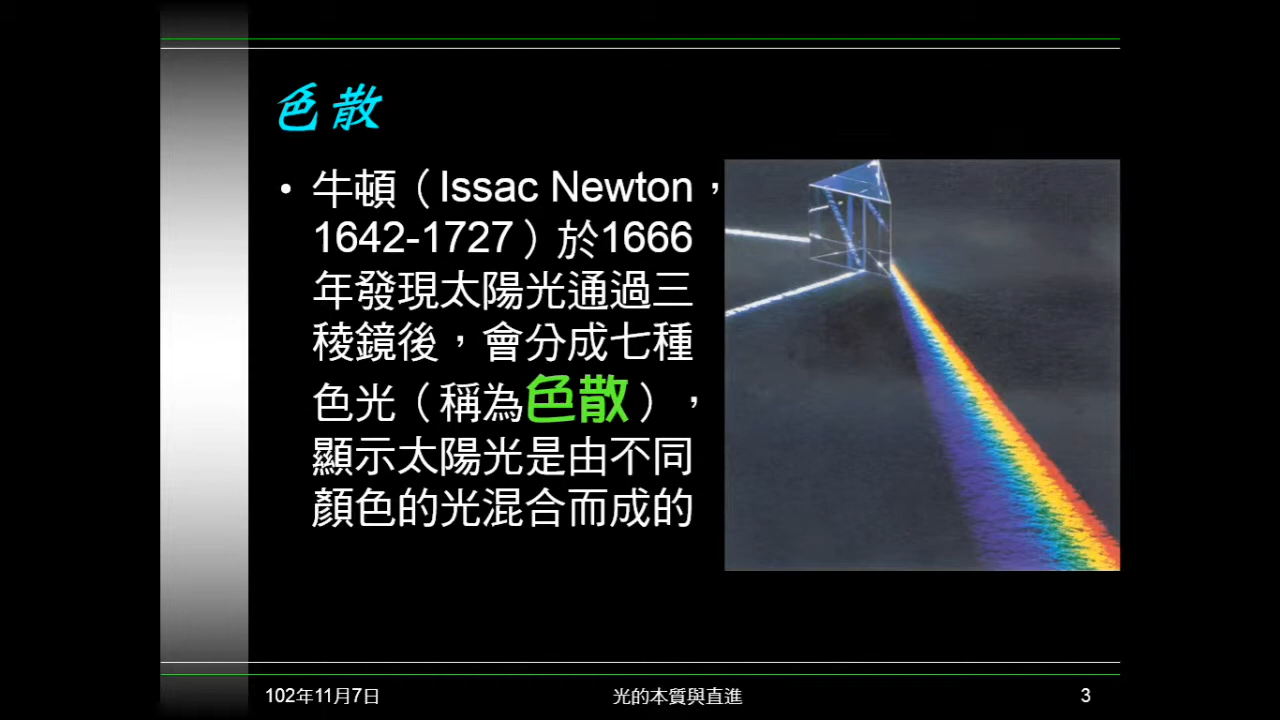 色散
• 牛頓（Issac Newton，
1642-1727）於1666
年發現太陽光通過三
稜鏡後，會分成七種
色光（稱為色散），
顯示太陽光是由不同
顏色的光混合而成的
102年11月7日
光的本質與直進
3